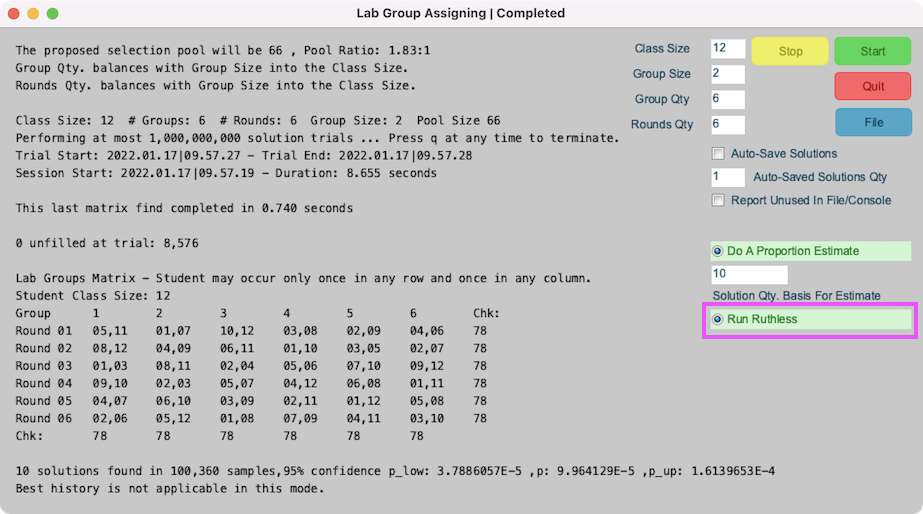 Lab Group Assigning | Completed
The proposed selection pool will be 66 , Pool Ratio: 1.83:1
Group Qty. balances with Group Size into the Class Size.
Rounds Qty. balances with Group Size into the Class Size.
Class Size: 12  # Groups: 6  # Rounds: 6  Group Size: 2  Pool Size 66
Performing at most 1,000,000,000 solution trials ... Press q at any time to terminate.
Trial Start: 2022.01.17|09.57.27 – Trial End: 2022.01.17|09.57.28
Session Start: 2022.01.17|09.57.19 – Duration: 8.655 seconds
This last matrix find completed in 0.740 seconds
0 unfilled at trial: 8,576
Lab Groups Matrix – Student may occur only once in any row and once in any column.
Student Class Size: 12
Group 1 2 3 4 5 6 Chk:
Round 01 05,11 01,07 10,12 03,08 02,09 04,06 78
Round 02 08,12 04,09 06,11 01,10 03,05 02,07 78
Round 03 01,03 08,11 02,04 05,06 07,10 09,12 78
Round 04 09,10 02,03 05,07 04,12 06,08 01,11 78
Round 05 04,07 06,10 03,09 02,11 01,12 05,08 78
Round 06 02,06 05,12 01,08 07,09 04,11 03,10 78
Chk: 78 78 78 78 78 78
10 solutions found in 100,360 samples,95% confidence p_low: 3.7886057E-5 ,p: 9.964129E-5 ,p_up: 1.6139653E-4
Best history is not applicable in this mode.
Class Size 12 Stop Start
Group Size 2 Quit
Group Qty 6
Rounds Qty 6 File
Auto-Save Solutions
1 Auto-Saved Solutions Qty
Report Unused In File/Console
Do A Proportion Estimate
10
Solution Qty. Basis For Estimate
Run Ruthless